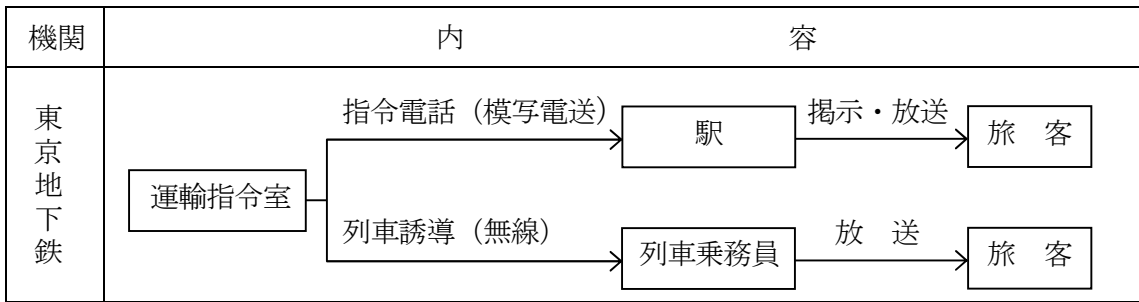 機関
内　容
東京地下鉄
指令電話（模写電送）
駅
掲示・放送
旅　客
運輸指令室
列車誘導（無線）
列車乗務員
放　送
旅　客